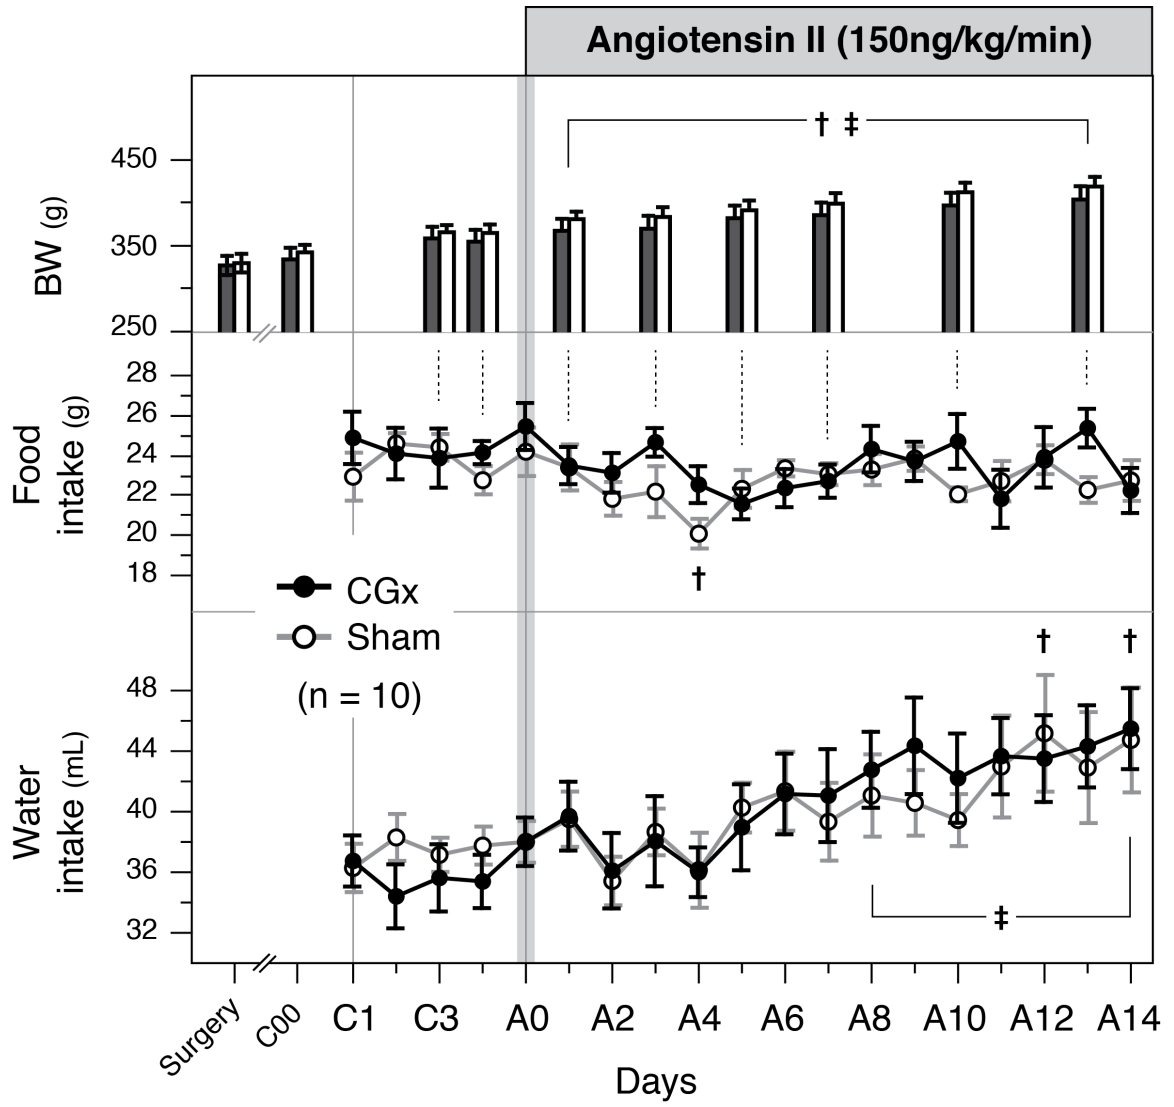 Angiotensin II (150ng/kg/min)
† ‡
450
350
250
BW (g)
28
26
24
22
20
18
Food
intake (g)
†
CGx
Sham
(n = 10)
† †
48
44
40
36
32
Water
intake (mL)
‡
Surgery C00 C1 C3 A0 A2 A4 A6 A8 A10 A12 A14
Days